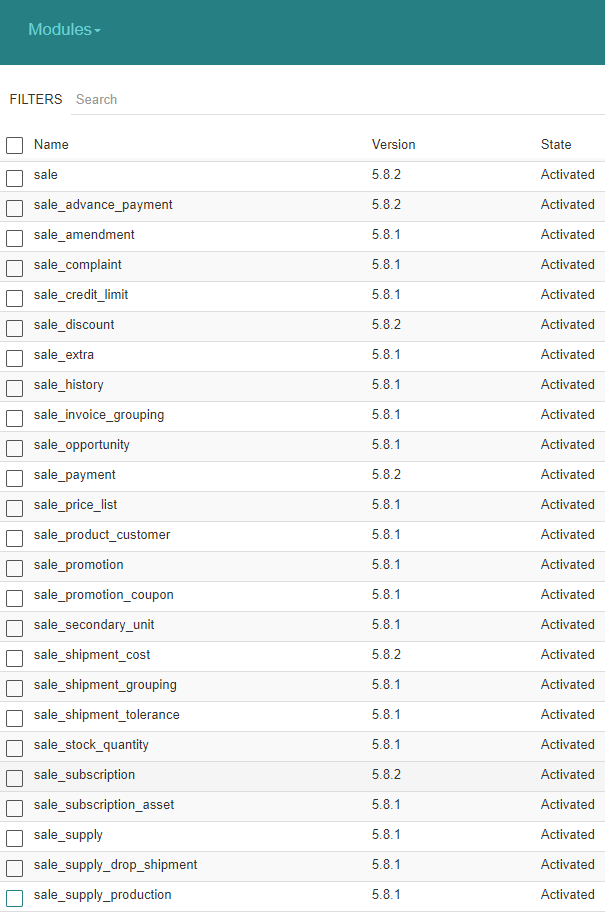 Modules
FILTERS Search
Name Version State
sale 5.8.2 Activated
sale_advance_payment 5.8.2 Activated
sale_amendment 5.8.1 Activated
sale_complaint 5.8.1 Activated
sale_credit_limit 5.8.1 Activated
sale_discount 5.8.2 Activated
sale_extra 5.8.1 Activated
sale_history 5.8.1 Activated
sale_invoice_grouping 5.8.1 Activated
sale_opportunity 5.8.1 Activated
sale_payment 5.8.2 Activated
sale_price_list 5.8.1 Activated
sale_product_customer 5.8.1 Activated
sale_promotion 5.8.1 Activated
sale_promotion_coupon 5.8.1 Activated
sale_secondary_unit 5.8.1 Activated
sale_shipment_cost 5.8.2 Activated
sale_shipment_grouping 5.8.1 Activated
sale_shipment_tolerance 5.8.1 Activated
sale_stock_quantity 5.8.1 Activated
sale_subscription 5.8.2 Activated
sale_subscription_asset 5.8.1 Activated
sale_supply 5.8.1 Activated
sale_supply_drop_shipment 5.8.1 Activated
sale_supply_production 5.8.1 Activated